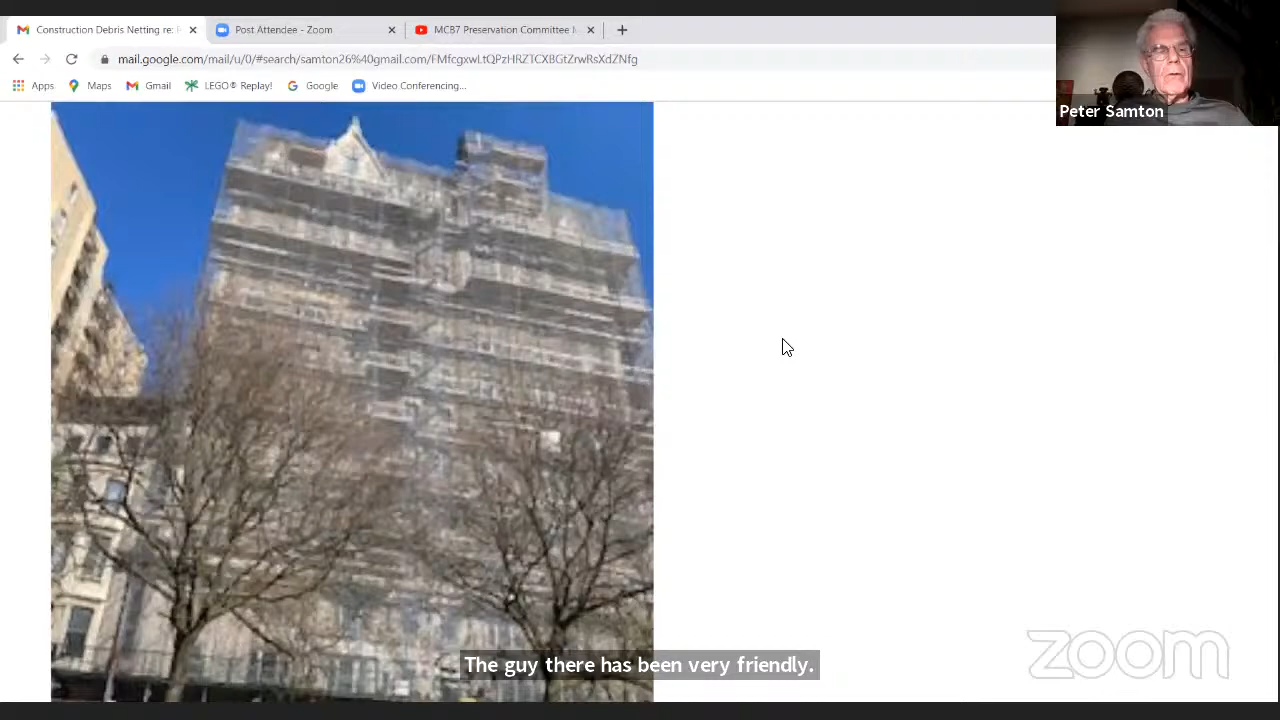 Construction Debris Netting re: P
Post Attendee - Zoom
MCB7 Preservation Committee M
mail.google.com/mail/u/0/#search/samton26%40gmail.com/FMfcgxwLtQPzHRZTCXBGtZrwRsXdZNfg
Apps
Maps
Gmail
LEGO® Replay!
Google
Video Conferencing...
Peter Samton
The guy there has been very friendly.
zoom